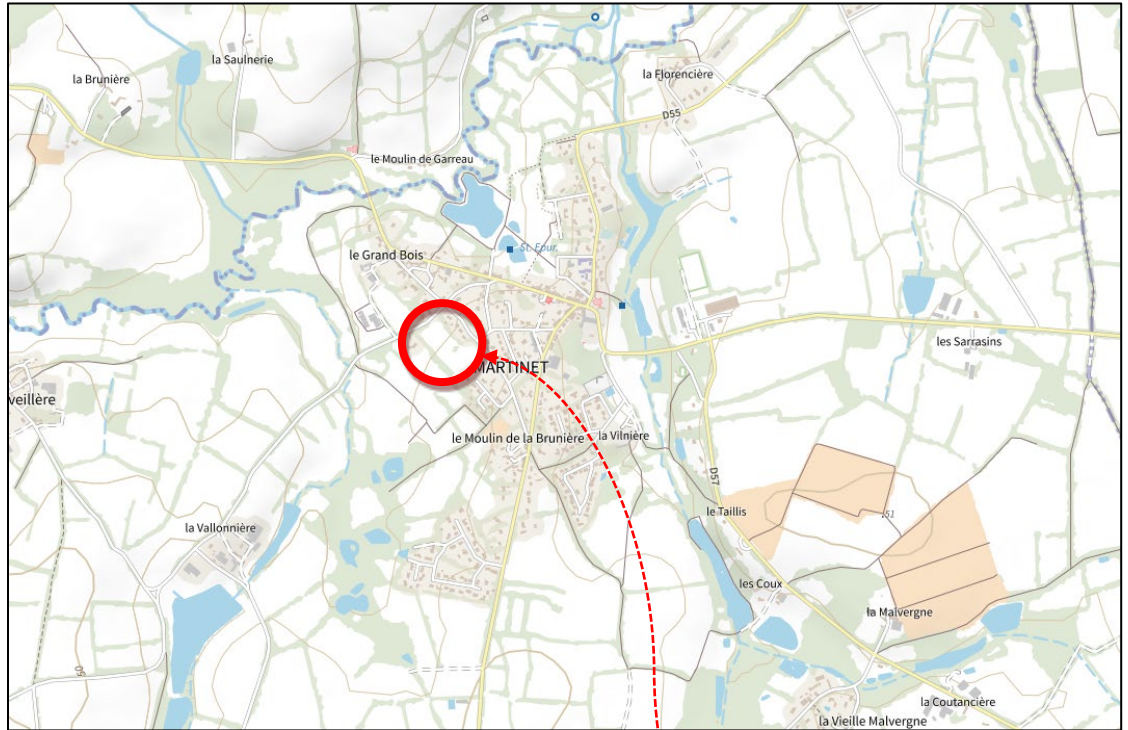 la Saulnerie
la Brunière
la Florencière
D55
le Moulin de Garreau
St. Epur.
le Grand Bois
les Sarrasins
MARTINET
veillère
le Moulin de la Brunière
la Vilnière
D57
le Taillis
51
la Vallonnière
les Coux
la Malvergne
D50
la Coutancière
la Vieille Malvergne